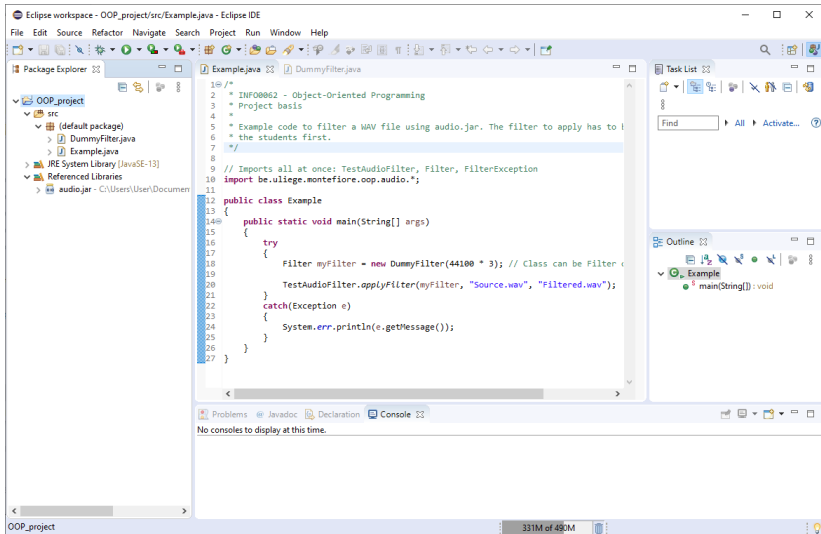 Eclipse workspace - OOP_project/src/Example.java - Eclipse IDE
File Edit Source Refactor Navigate Search Project Run Window Help
Package Explorer
OOP_project
src
(default package)
DummyFilter.java
Example.java
JRE System Library [JavaSE-13]
Referenced Libraries
audio.jar - C:\Users\User\Documen
Example.java DummyFilter.java
1 /*
2 * INFO0062 - Object-Oriented Programming
3 * Project basis
4 *
5 * Example code to filter a WAV file using audio.jar. The filter to apply has to b
6 * the students first.
7 */
8
9 // Imports all at once: TestAudioFilter, Filter, FilterException
10 import be.uliege.montefiore.oop.audio.*;
11
12 public class Example
13 {
14 public static void main(String[] args)
15 {
16 try
17 {
18 Filter myFilter = new DummyFilter(44100 * 3); // Class can be Filter
19
20 TestAudioFilter.applyFilter(myFilter, "Source.wav", "Filtered.wav");
21 }
22 catch(Exception e)
23 {
24 System.err.println(e.getMessage());
25 }
26 }
27 }
Task List
Find All Activate...
Outline
Example
main(String[]) : void
Problems Javadoc Declaration Console
No consoles to display at this time.
OOP_project
331M of 490M